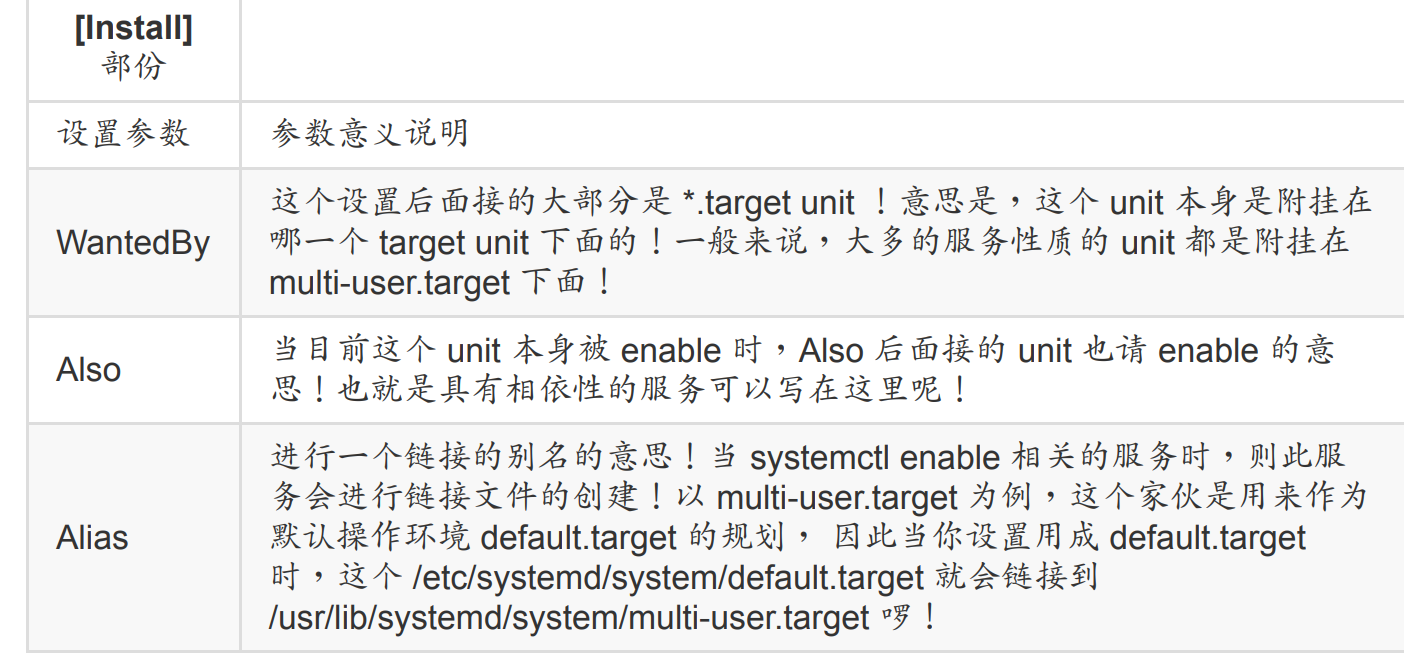 [Install]
部份
设置参数
参数意义说明
WantedBy
这个设置后面接的大部分是 *.target unit ！意思是，这个 unit 本身是附挂在
哪一个 target unit 下面的！一般来说，大多的服务性质的 unit 都是附挂在
multi-user.target 下面！
Also
当目前这个 unit 本身被 enable 时，Also 后面接的 unit 也请 enable 的意
思！也就是具有相依性的服务可以写在这里呢！
Alias
进行一个链接的别名的意思！当 systemctl enable 相关的服务时，则此服
务会进行链接文件的创建！以 multi-user.target 为例，这个家伙是用来作为
默认操作环境 default.target 的规划， 因此当你设置用成 default.target
时，这个 /etc/systemd/system/default.target 就会链接到
/usr/lib/systemd/system/multi-user.target 啰！